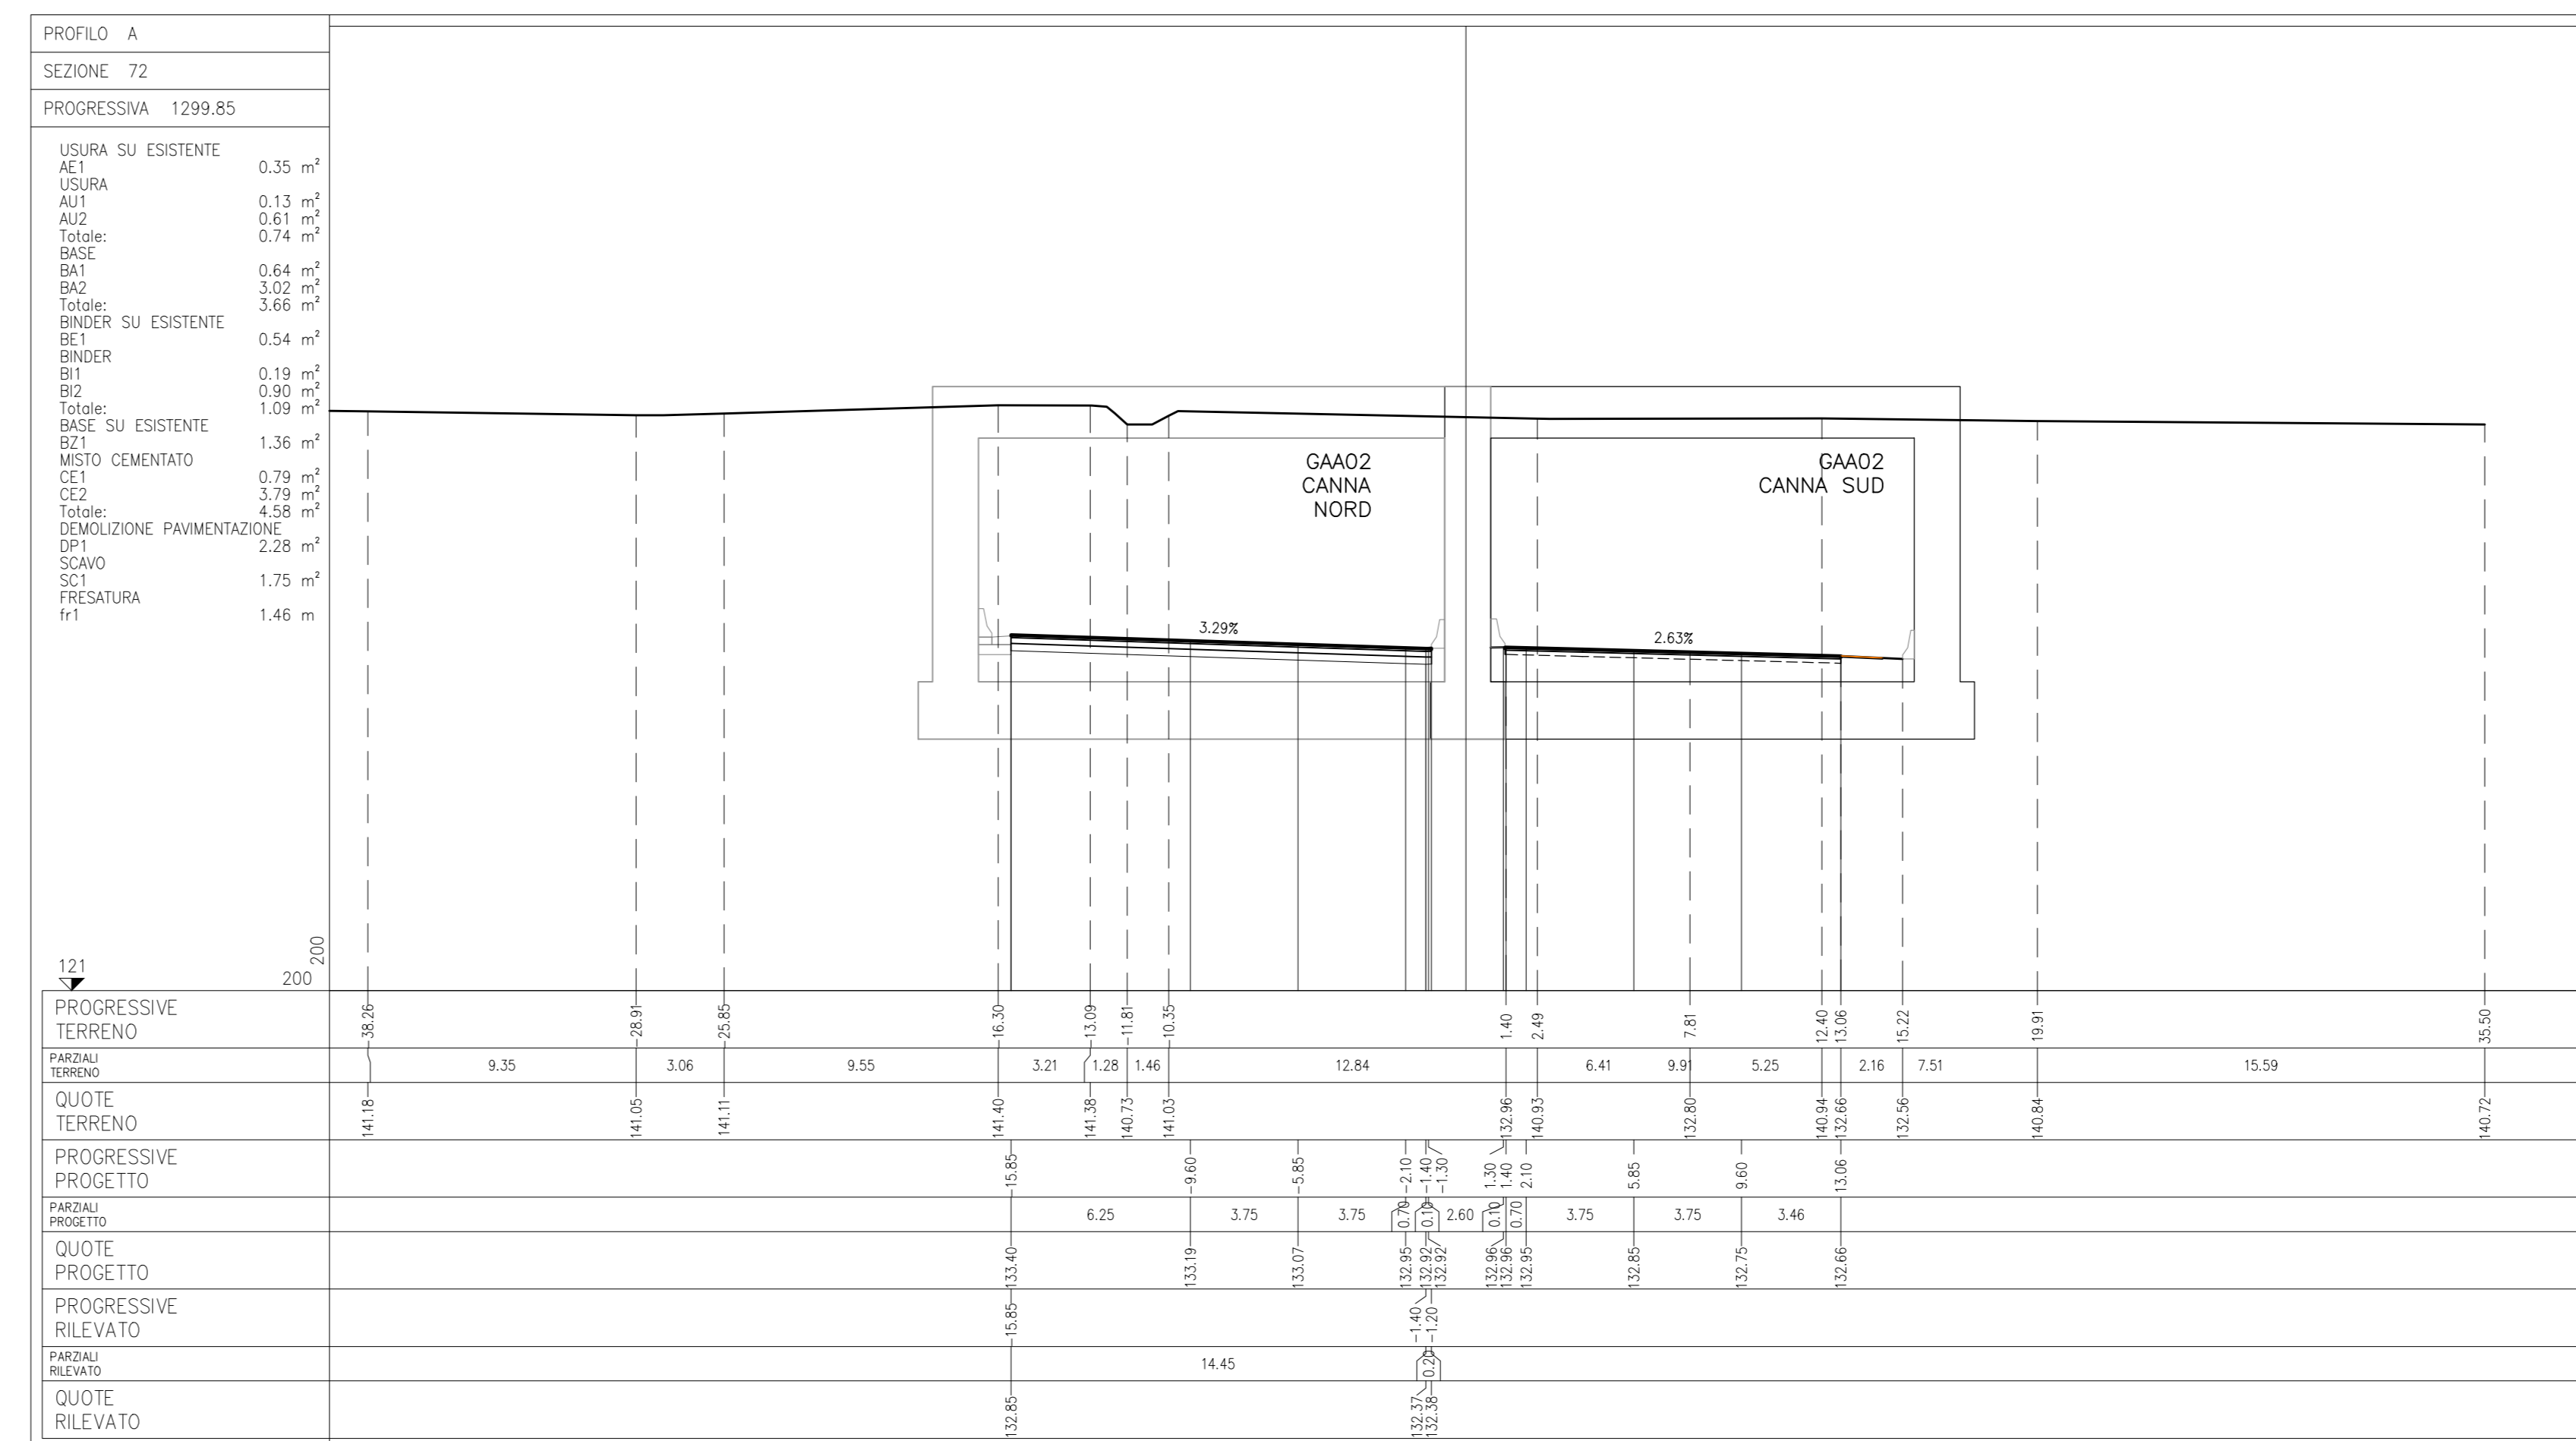 PROFILO A
SEZIONE 72
PROGRESSIVA 1299.85
USURA SU ESISTENTE
AE1 0.35 m²
USURA
AU1 0.13 m²
AU2 0.61 m²
Totale: 0.74 m²
BASE
BA1 0.64 m²
BA2 3.02 m²
Totale: 3.66 m²
BINDER SU ESISTENTE
BE1 0.54 m²
BINDER
BI1 0.19 m²
BI2 0.90 m²
Totale: 1.09 m²
BASE SU ESISTENTE
BZ1 1.36 m²
MISTO CEMENTATO
CE1 0.79 m²
CE2 3.79 m²
Totale: 4.58 m²
DEMOLIZIONE PAVIMENTAZIONE
DP1 2.28 m²
SCAVO
SC1 1.75 m²
FRESATURA
fr1 1.46 m
GAA02
CANNA
NORD
GAA02
CANNA SUD
3.29%
2.63%
121
200
200
PROGRESSIVE
TERRENO
-38.26 -28.91 -25.85 -16.30 -13.09 -11.81 -10.35 1.40 2.49 7.81 12.40 13.06 15.22 19.91 35.50
PARZIALI
TERRENO
9.35 3.06 9.55 3.21 1.28 1.46 12.84 6.41 9.91 5.25 2.16 7.51 15.59
QUOTE
TERRENO
141.18 141.05 141.11 141.40 141.38 140.73 141.03 132.96 140.93 132.80 140.94 132.66 132.56 140.84 140.72
PROGRESSIVE
PROGETTO
-15.85 -9.60 -5.85 -2.10 -1.40 -1.30 1.30 1.40 2.10 5.85 9.60 13.06
PARZIALI
PROGETTO
6.25 3.75 3.75 0.70 0.10 2.60 0.10 0.70 3.75 3.75 3.46
QUOTE
PROGETTO
133.40 133.19 133.07 132.95 132.92 132.92 132.96 132.96 132.95 132.85 132.75 132.66
PROGRESSIVE
RILEVATO
-15.85 -1.40 -1.20
PARZIALI
RILEVATO
14.45 0.20
QUOTE
RILEVATO
132.85 132.37 132.38